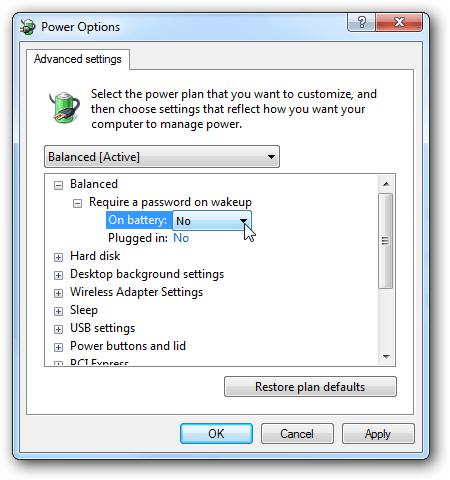 Power Options
Advanced settings
Select the power plan that you want to customize, and
then choose settings that reflect how you want your
computer to manage power.
Balanced [Active]
Balanced
Require a password on wakeup
On battery: No
Plugged in: No
Hard disk
Desktop background settings
Wireless Adapter Settings
Sleep
USB settings
Power buttons and lid
PCI Express
Restore plan defaults
OK Cancel Apply